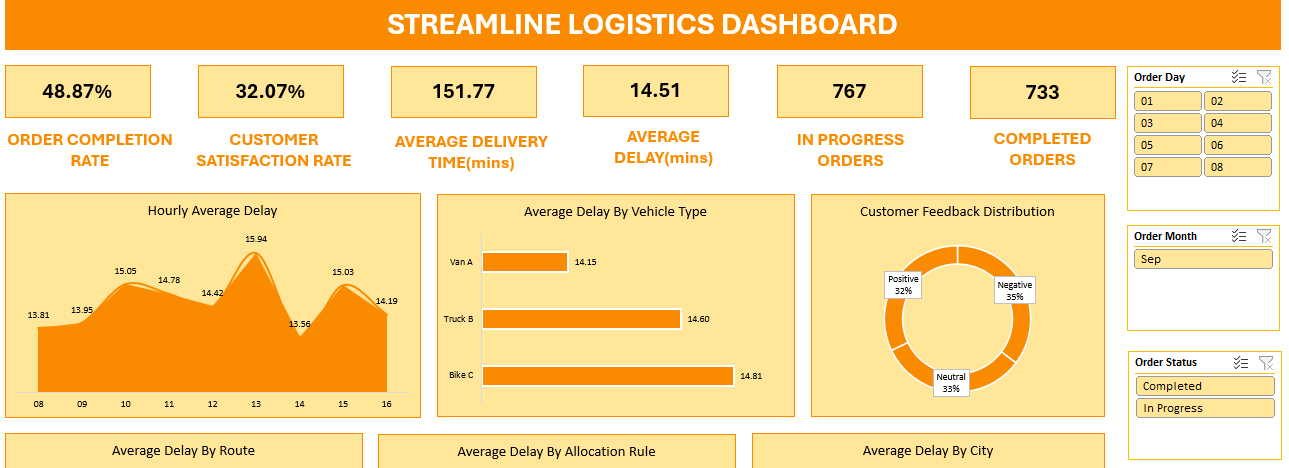 STREAMLINE LOGISTICS DASHBOARD
48.87%
ORDER COMPLETION
RATE
32.07%
CUSTOMER
SATISFACTION RATE
151.77
AVERAGE DELIVERY
TIME(mins)
14.51
AVERAGE
DELAY(mins)
767
IN PROGRESS
ORDERS
733
COMPLETED
ORDERS
Order Day
01 02
03 04
05 06
07 08
Order Month
Sep
Order Status
Completed
In Progress
Hourly Average Delay
13.81 13.95 15.05 14.78 14.42 15.94 13.56 15.03 14.19
08 09 10 11 12 13 14 15 16
Average Delay By Vehicle Type
Van A 14.15
Truck B 14.60
Bike C 14.81
Customer Feedback Distribution
Positive
32%
Negative
35%
Neutral
33%
Average Delay By Route
Average Delay By Allocation Rule
Average Delay By City